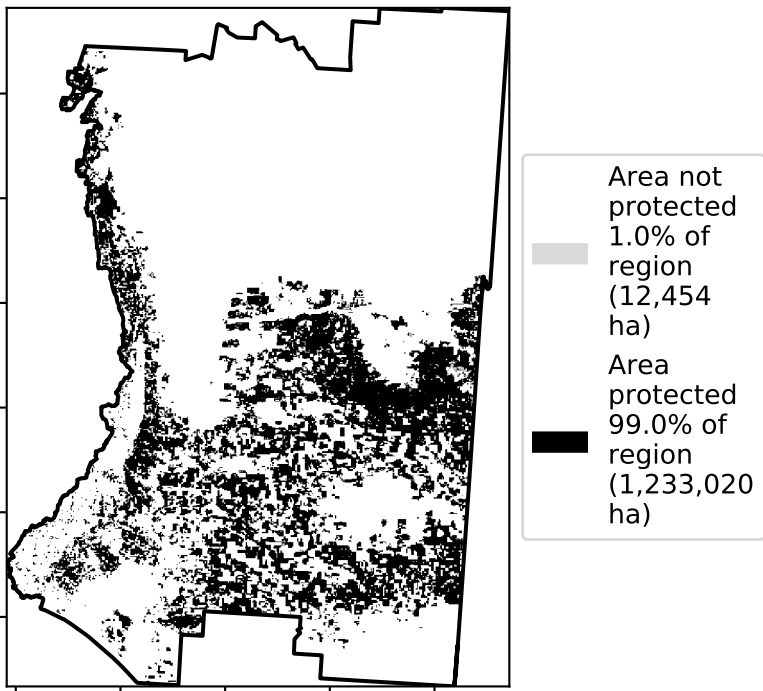 Area not
protected
1.0% of
region
(12,454
ha)
Area
protected
99.0% of
region
(1,233,020
ha)